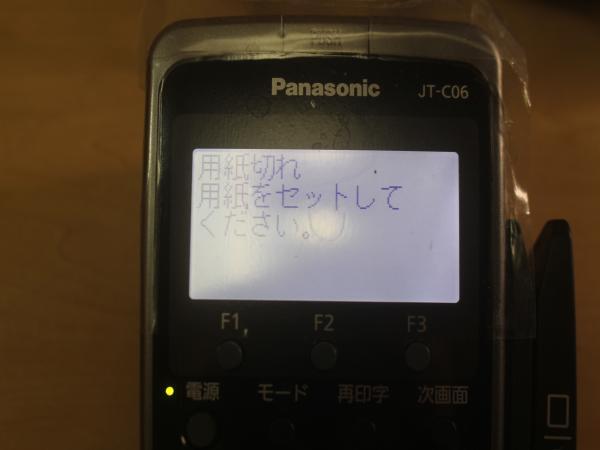 PUSH
Panasonic JT-C06
用紙切れ
用紙をセットして
ください。
F1 F2 F3
電源 モード 再印字 次画面